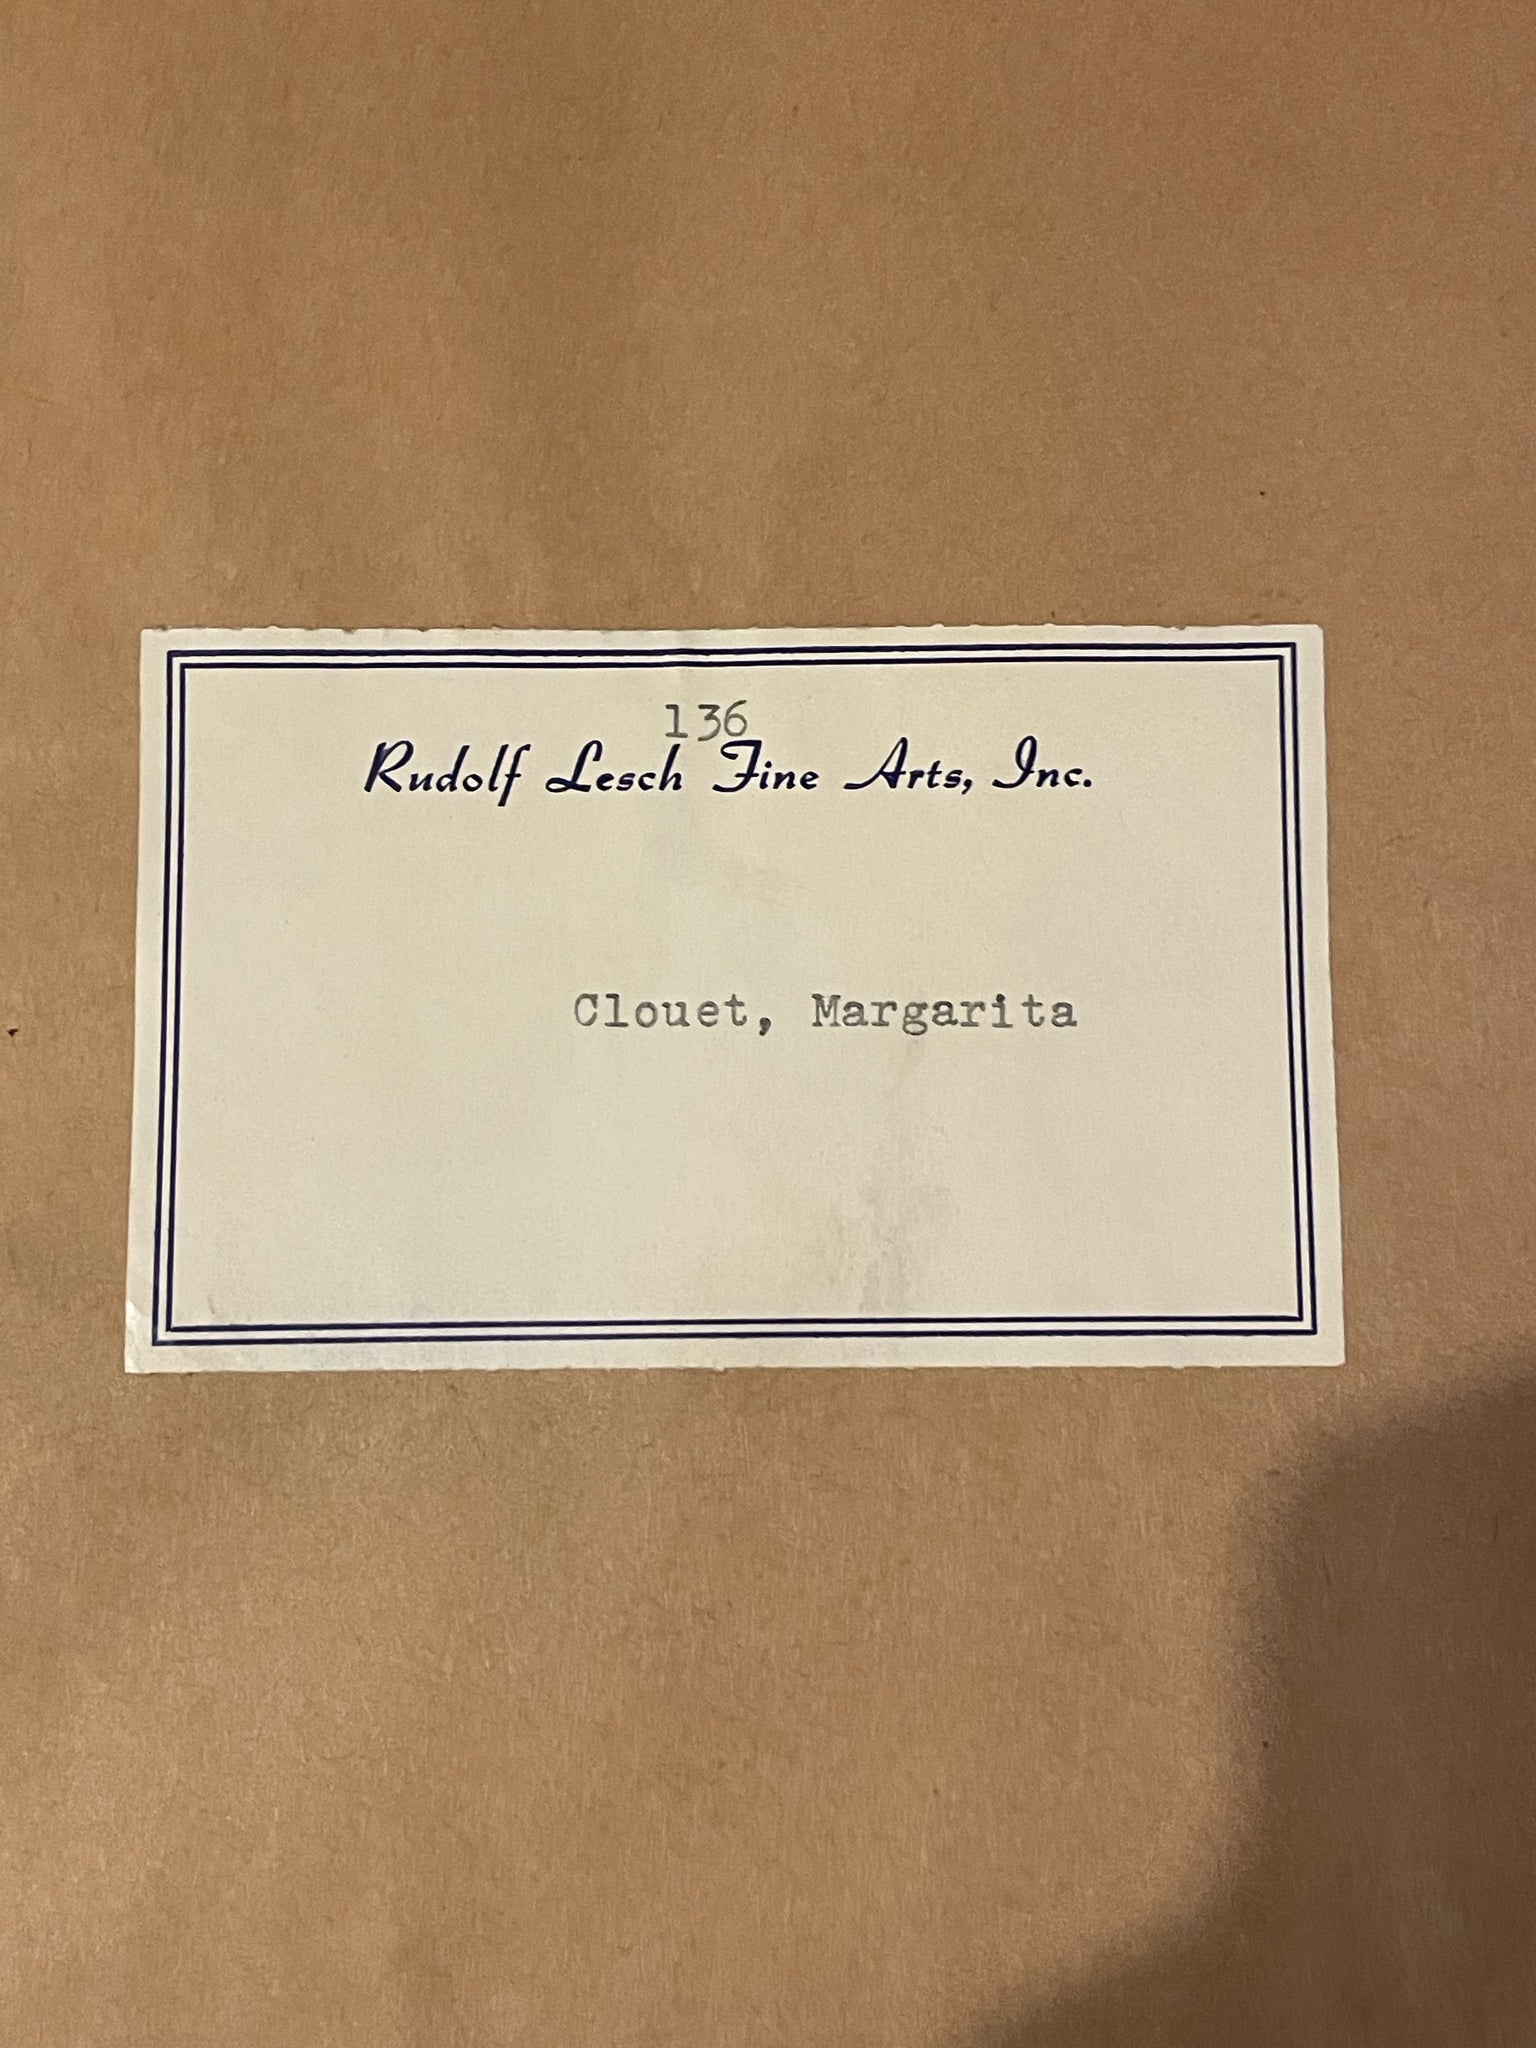 136
Rudolf Lesch Fine Arts, Inc.
Clouet, Margarita